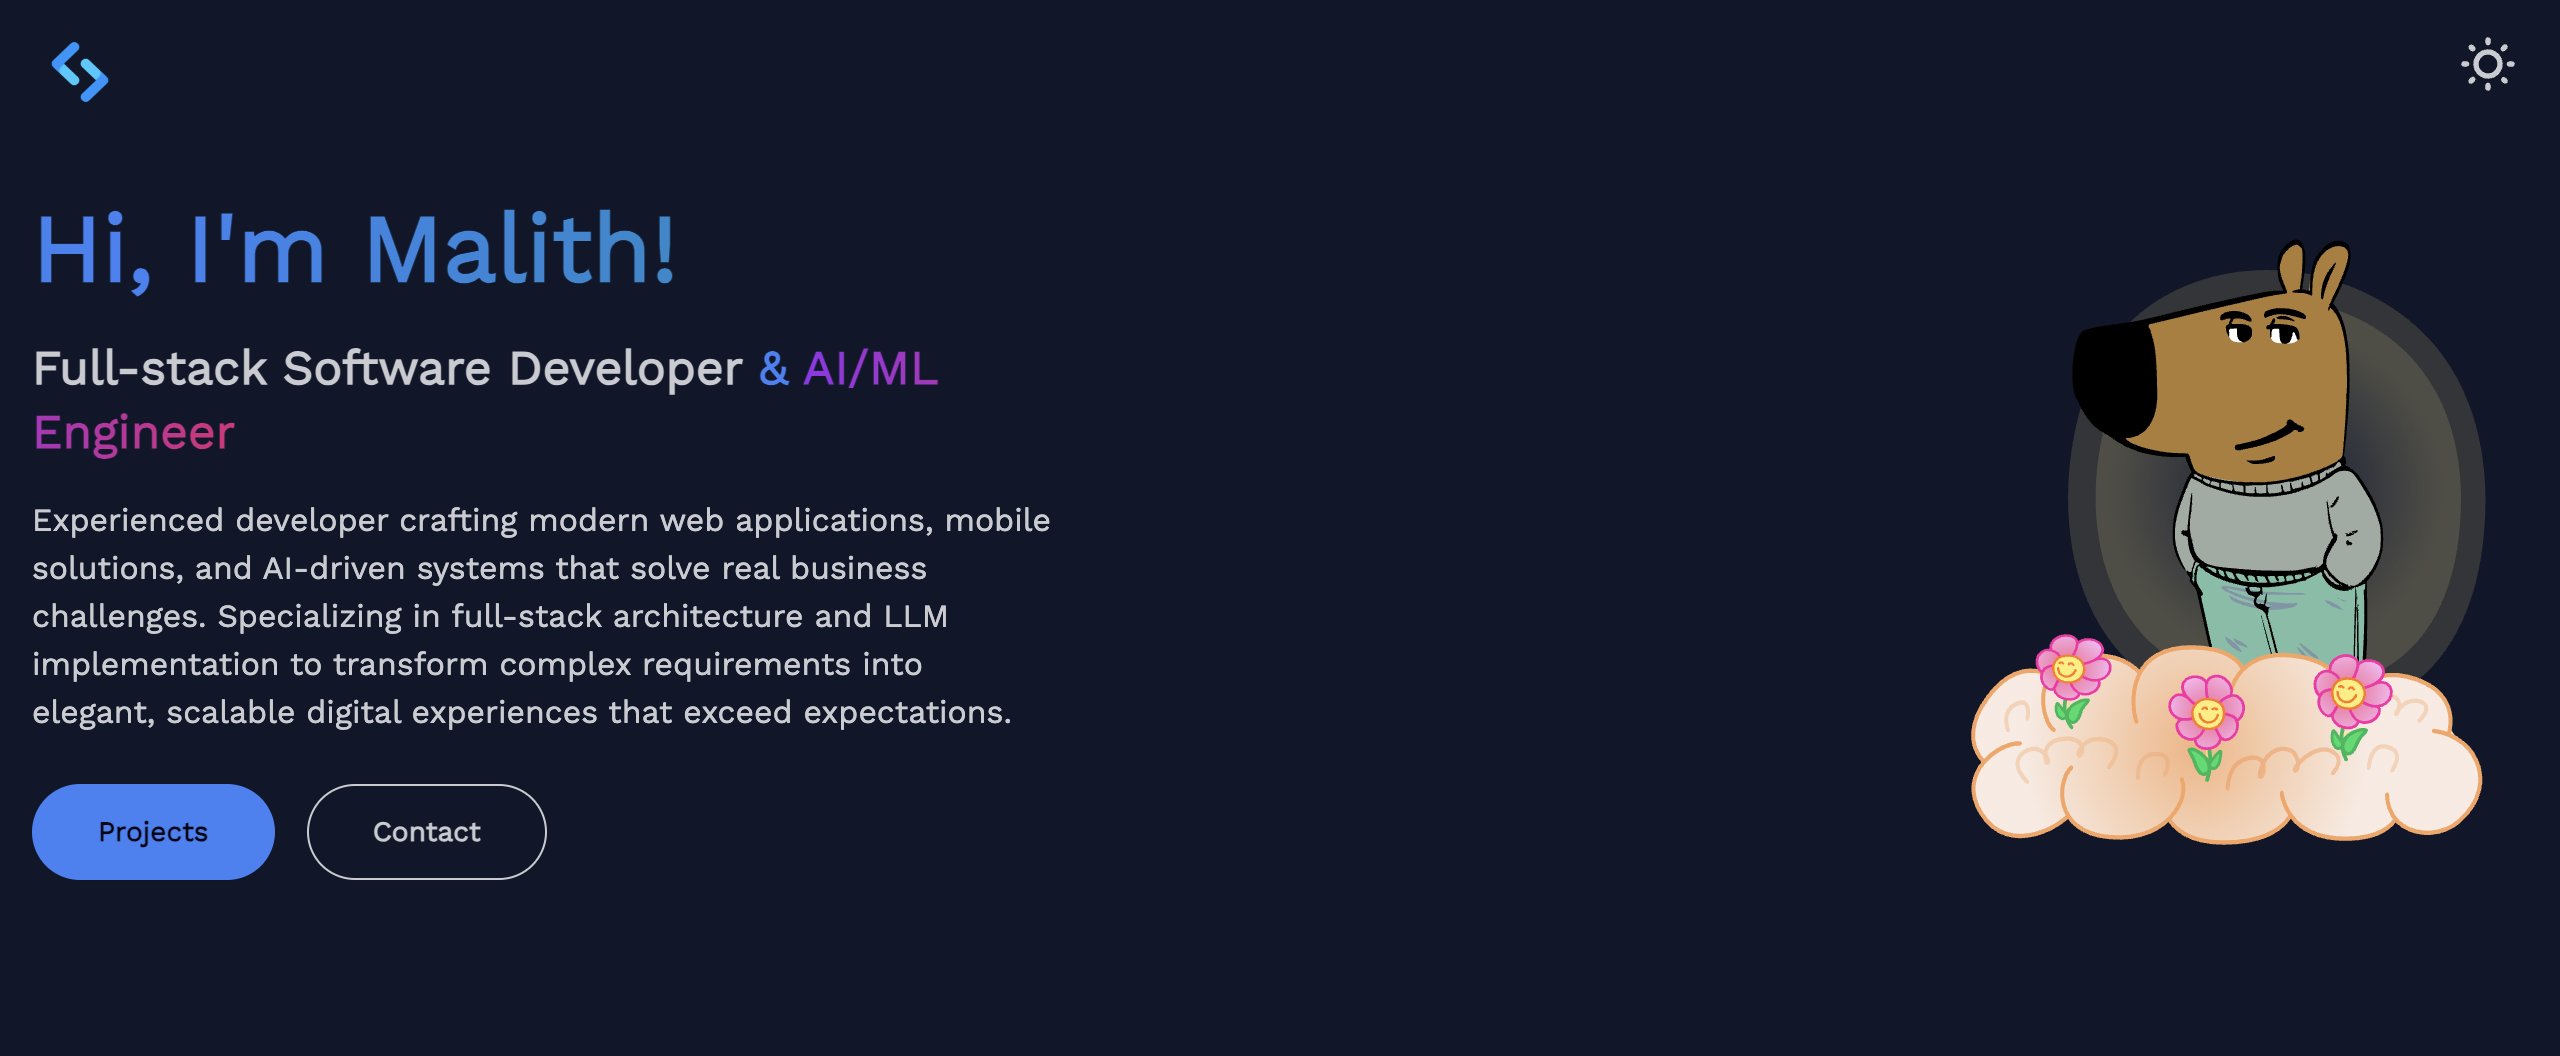 Hi, I'm Malith!
Full-stack Software Developer & AI/ML
Engineer
Experienced developer crafting modern web applications, mobile
solutions, and AI-driven systems that solve real business
challenges. Specializing in full-stack architecture and LLM
implementation to transform complex requirements into
elegant, scalable digital experiences that exceed expectations.
Projects
Contact